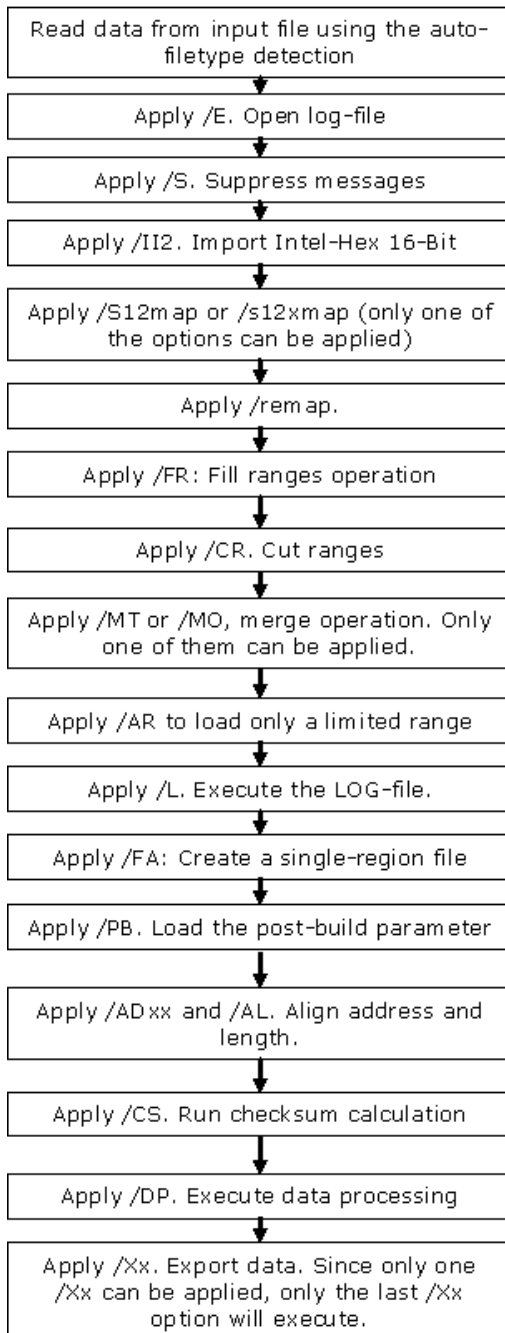 Read data from input file using the auto-
filetype detection
Apply /E. Open log-file
Apply /S. Suppress messages
Apply /II2. Import Intel-Hex 16-Bit
Apply /S12map or /s12xmap (only one of
the options can be applied)
Apply /remap.
Apply /FR: Fill ranges operation
Apply /CR. Cut ranges
Apply /MT or /MO, merge operation. Only
one of them can be applied.
Apply /AR to load only a limited range
Apply /L. Execute the LOG-file.
Apply /FA: Create a single-region file
Apply /PB. Load the post-build parameter
Apply /ADxx and /AL. Align address and
length.
Apply /CS. Run checksum calculation
Apply /DP. Execute data processing
Apply /Xx. Export data. Since only one
/Xx can be applied, only the last /Xx
option will execute.